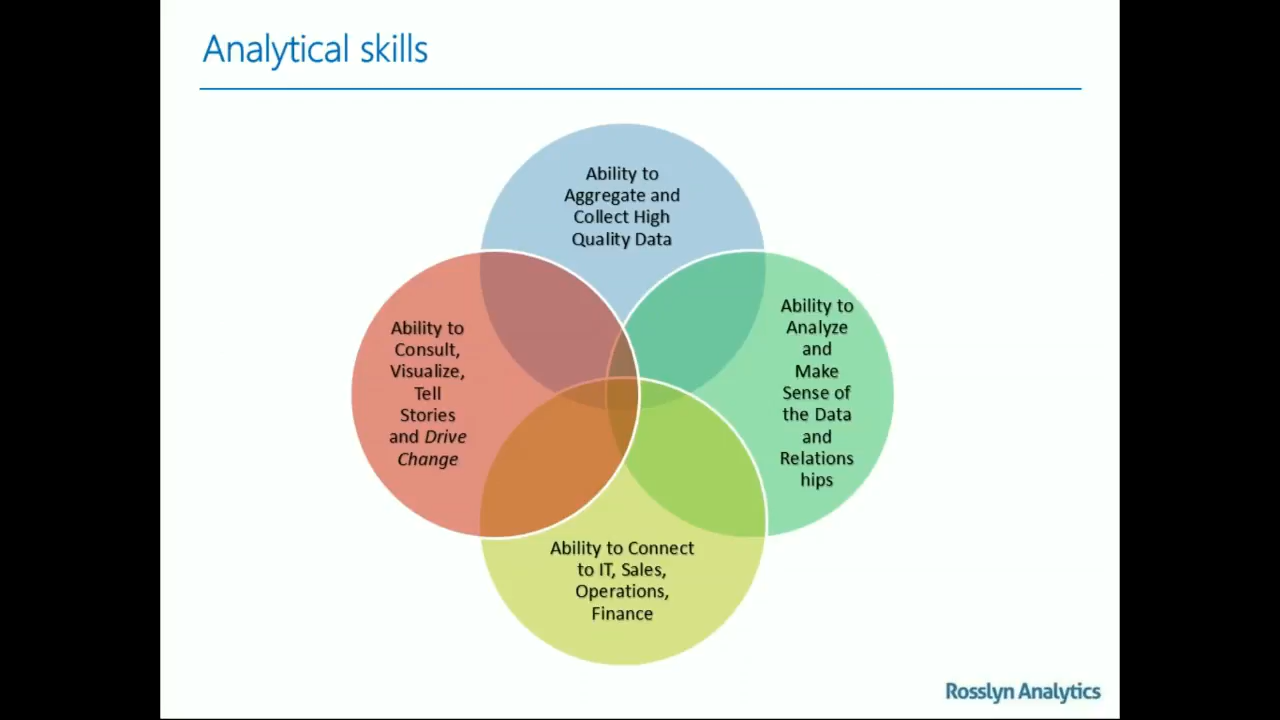 Analytical skills
Ability to
Aggregate and
Collect High
Quality Data
Ability to
Consult,
Visualize,
Tell
Stories
and Drive
Change
Ability to
Analyze
and
Make
Sense of
the Data
and
Relations
hips
Ability to Connect
to IT, Sales,
Operations,
Finance
Rosslyn Analytics